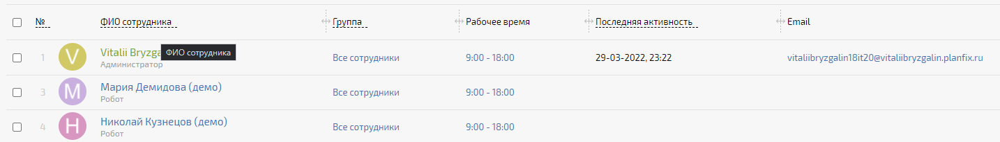 № ФИО сотрудника Группа Рабочее время Последняя активность Email
1 V Vitalii Bryzga ФИО сотрудника Все сотрудники 9:00 - 18:00 29-03-2022, 23:22 vitaliibryzgalin18it20@vitaliibryzgalin.planfix.ru
Администратор
3 М Мария Демидова (демо) Все сотрудники 9:00 - 18:00
Робот
4 Н Николай Кузнецов (демо) Все сотрудники 9:00 - 18:00
Робот